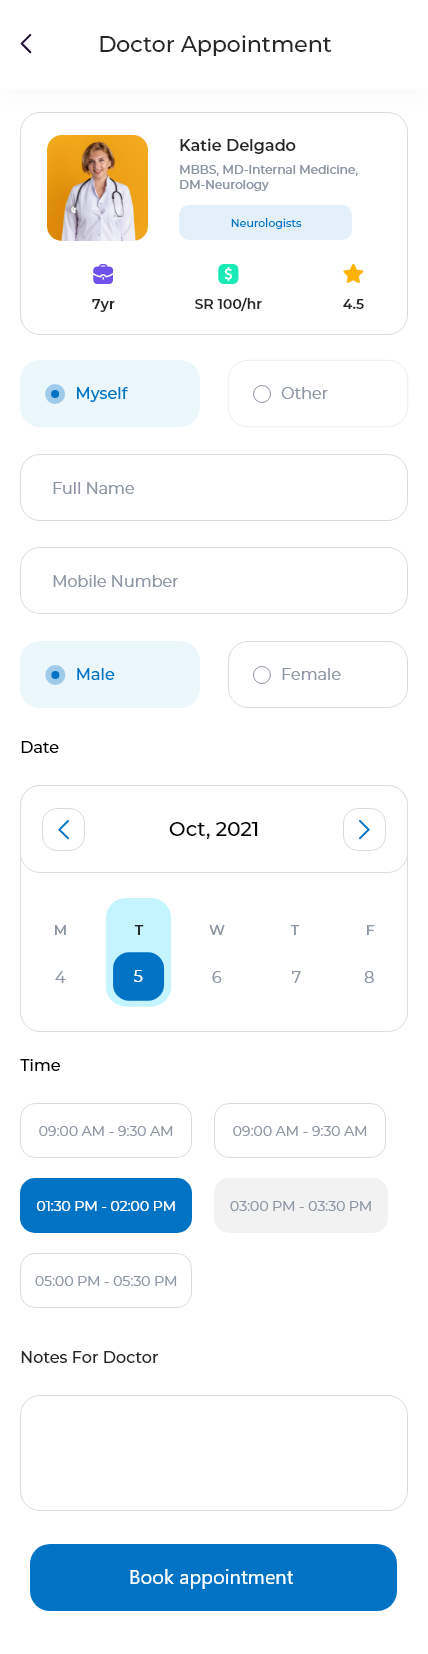 Doctor Appointment
Katie Delgado
MBBS, MD-Internal Medicine,
DM-Neurology
Neurologists
7yr SR 100/hr 4.5
Myself Other
Full Name
Mobile Number
Male Female
Date
Oct, 2021
M T W T F
4 5 6 7 8
Time
09:00 AM - 9:30 AM 09:00 AM - 9:30 AM
01:30 PM - 02:00 PM 03:00 PM - 03:30 PM
05:00 PM - 05:30 PM
Notes For Doctor
Book appointment